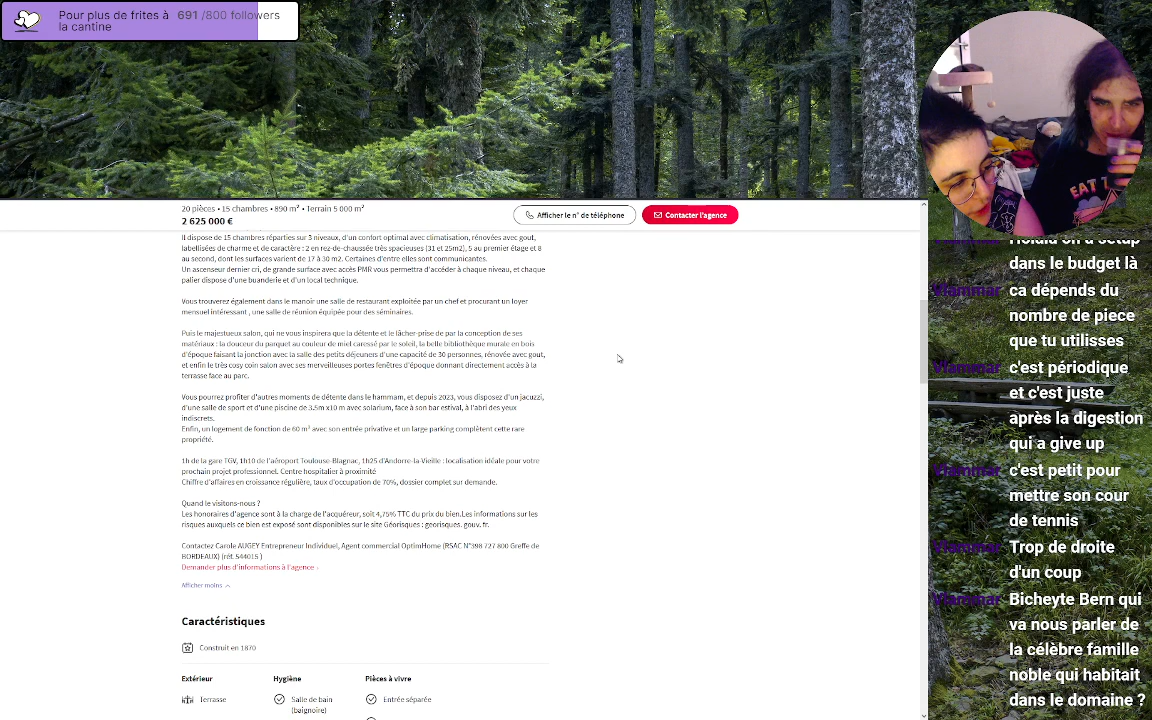 Pour plus de frites à 691 /800 followers
la cantine
20 pièces • 15 chambres • 890 m² • Terrain 5 000 m²
2 625 000 €
Afficher le n° de téléphone
Contacter l'agence
Il dispose de 15 chambres réparties sur 3 niveaux, d'un confort optimal avec climatisation, rénovées avec gout,
labellisées de charme et de caractère : 2 en rez-de-chaussée très spacieuses (31 et 25m2), 5 au premier étage et 8
au second, dont les surfaces varient de 17 à 30 m2. Certaines d'entre elles sont communicantes.
Un ascenseur dernier cri, de grande surface avec accès PMR vous permettra d'accéder à chaque niveau, et chaque
palier dispose d'une buanderie et d'un local technique.
Vous trouverez également dans le manoir une salle de restaurant exploitée par un chef et procurant un loyer
mensuel intéressant , une salle de réunion équipée pour des séminaires.
Puis le majestueux salon, qui ne vous inspirera que la détente et le lâcher-prise de par la conception de ses
matériaux : la douceur du parquet au couleur de miel caressé par le soleil, la belle bibliothèque murale en bois
d'époque faisant la jonction avec la salle des petits déjeuners d'une capacité de 30 personnes, rénovée avec gout,
et enfin le très cosy coin salon avec ses merveilleuses portes fenêtres d'époque donnant directement accès à la
terrasse face au parc.
Vous pourrez profiter d'autres moments de détente dans le hammam, et depuis 2023, vous disposez d'un jacuzzi,
d'une salle de sport et d'une piscine de 3.5m x10 m avec solarium, face à son bar estival, à l'abri des yeux
indiscrets.
Enfin, un logement de fonction de 60 m² avec son entrée privative et un large parking complètent cette rare
propriété.
1h de la gare TGV, 1h10 de l'aéroport Toulouse-Blagnac, 1h25 d'Andorre-la-Vieille : localisation idéale pour votre
prochain projet professionnel. Centre hospitalier à proximité
Chiffre d'affaires en croissance régulière, taux d'occupation de 70%, dossier complet sur demande.
Quand le visitons-nous ?
Les honoraires d'agence sont à la charge de l'acquéreur, soit 4,75% TTC du prix du bien.Les informations sur les
risques auxquels ce bien est exposé sont disponibles sur le site Géorisques : georisques. gouv. fr.
Contactez Carole AUGEY Entrepreneur Individuel, Agent commercial OptimHome (RSAC N°398 727 800 Greffe de
BORDEAUX) (réf. 544015 )
Demander plus d'informations à l'agence ›
Afficher moins
Caractéristiques
Construit en 1870
Extérieur
Hygiène
Pièces à vivre
Terrasse
Salle de bain
(baignoire)
Entrée séparée
EAT T
Holala on a setup
dans le budget là
Vlammar ca dépends du
nombre de piece
que tu utilisses
Vlammar c'est périodique
et c'est juste
après la digestion
qui a give up
Vlammar c'est petit pour
mettre son cour
de tennis
Vlammar Trop de droite
d'un coup
Vlammar Bicheyte Bern qui
va nous parler de
la célèbre famille
noble qui habitait
dans le domaine ?